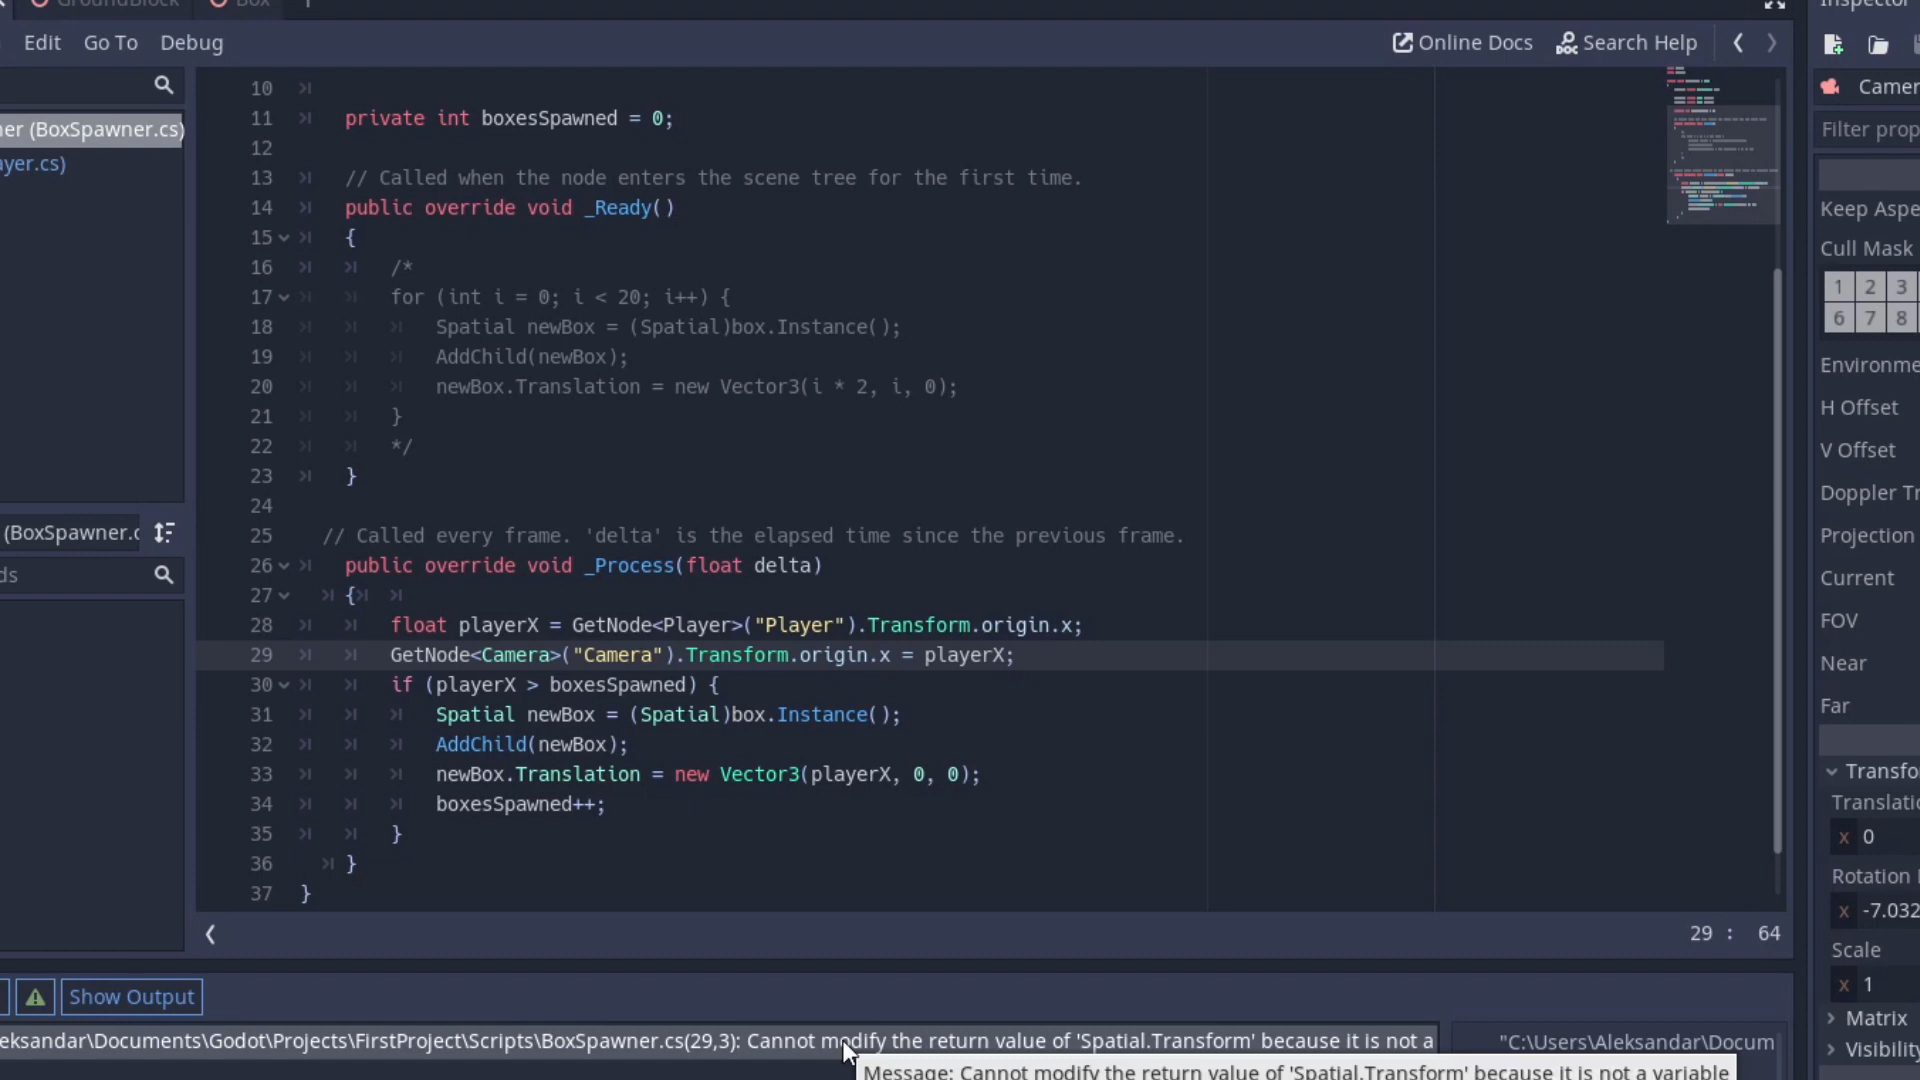 GroundBlock Box
Edit Go To Debug
Online Docs Search Help
Camer
ner (BoxSpawner.cs)
ayer.cs)
(BoxSpawner.c
ds
10
11 private int boxesSpawned = 0;
12
13 // Called when the node enters the scene tree for the first time.
14 public override void _Ready()
15 {
16 /*
17 for (int i = 0; i < 20; i++) {
18 Spatial newBox = (Spatial)box.Instance();
19 AddChild(newBox);
20 newBox.Translation = new Vector3(i * 2, i, 0);
21 }
22 */
23 }
24
25 // Called every frame. 'delta' is the elapsed time since the previous frame.
26 public override void _Process(float delta)
27 {
28 float playerX = GetNode<Player>("Player").Transform.origin.x;
29 GetNode<Camera>("Camera").Transform.origin.x = playerX;
30 if (playerX > boxesSpawned) {
31 Spatial newBox = (Spatial)box.Instance();
32 AddChild(newBox);
33 newBox.Translation = new Vector3(playerX, 0, 0);
34 boxesSpawned++;
35 }
36 }
37 }
29 : 64
Show Output
eksandar\Documents\Godot\Projects\FirstProject\Scripts\BoxSpawner.cs(29,3): Cannot modify the return value of 'Spatial.Transform' because it is not a
"C:\Users\Aleksandar\Docum
Message: Cannot modify the return value of 'Spatial.Transform' because it is not a variable
Inspector
Filter prop
Keep Aspe
Cull Mask
1 2 3
6 7 8
Environme
H Offset
V Offset
Doppler Tr
Projection
Current
FOV
Near
Far
Transfo
Translatio
x 0
Rotation
x -7.032
Scale
x 1
Matrix
Visibility